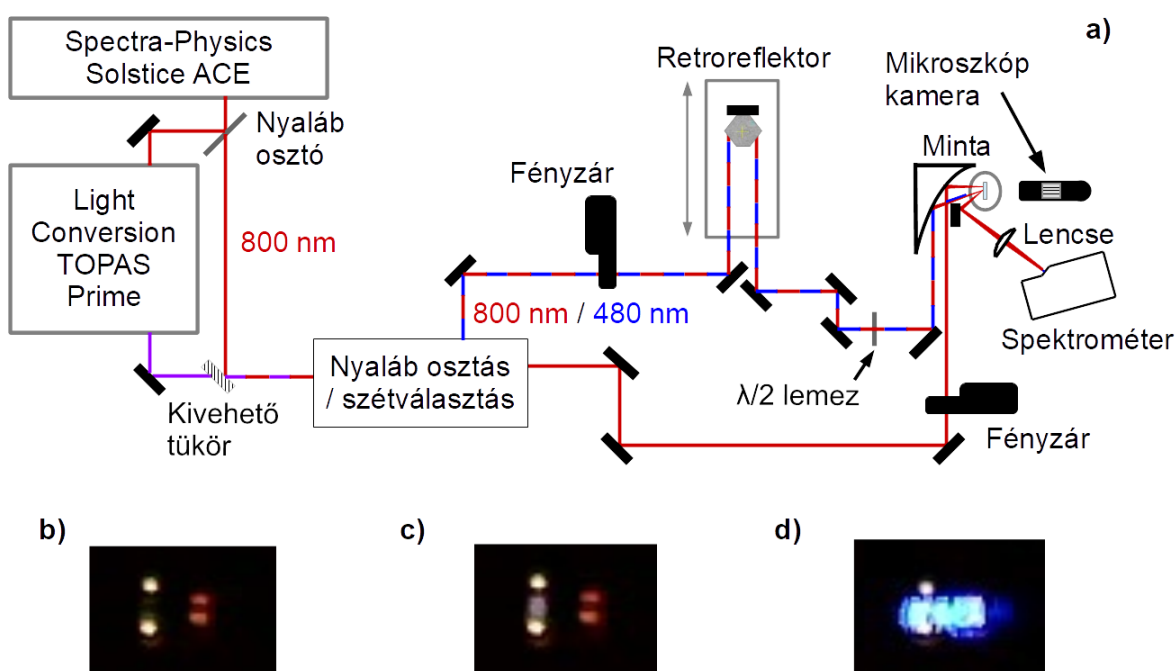 Spectra-Physics
Solstice ACE
a)
Retroreflektor
Mikroszkóp
kamera
Nyaláb
osztó
Minta
Fényzár
Light
Conversion
TOPAS
Prime
800 nm
Lencse
800 nm / 480 nm
Spektrométer
Nyaláb osztás
/ szétválasztás
λ/2 lemez
Kivehető
tükör
Fényzár
b)
c)
d)